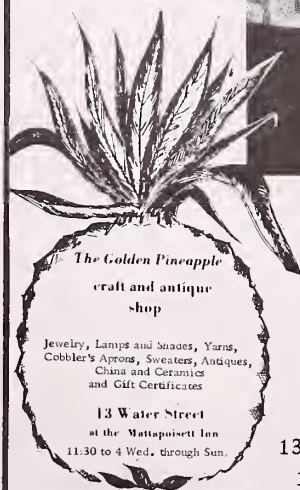 The Golden Pineapple
craft and antique
shop
Jewelry, Lamps and Shades, Yarns,
Cobbler's Aprons, Sweaters, Antiques,
China and Ceramics
and Gift Certificates
13 Water Street
at the Mattapoisett Inn
11:30 to 4 Wed. through Sun.
13